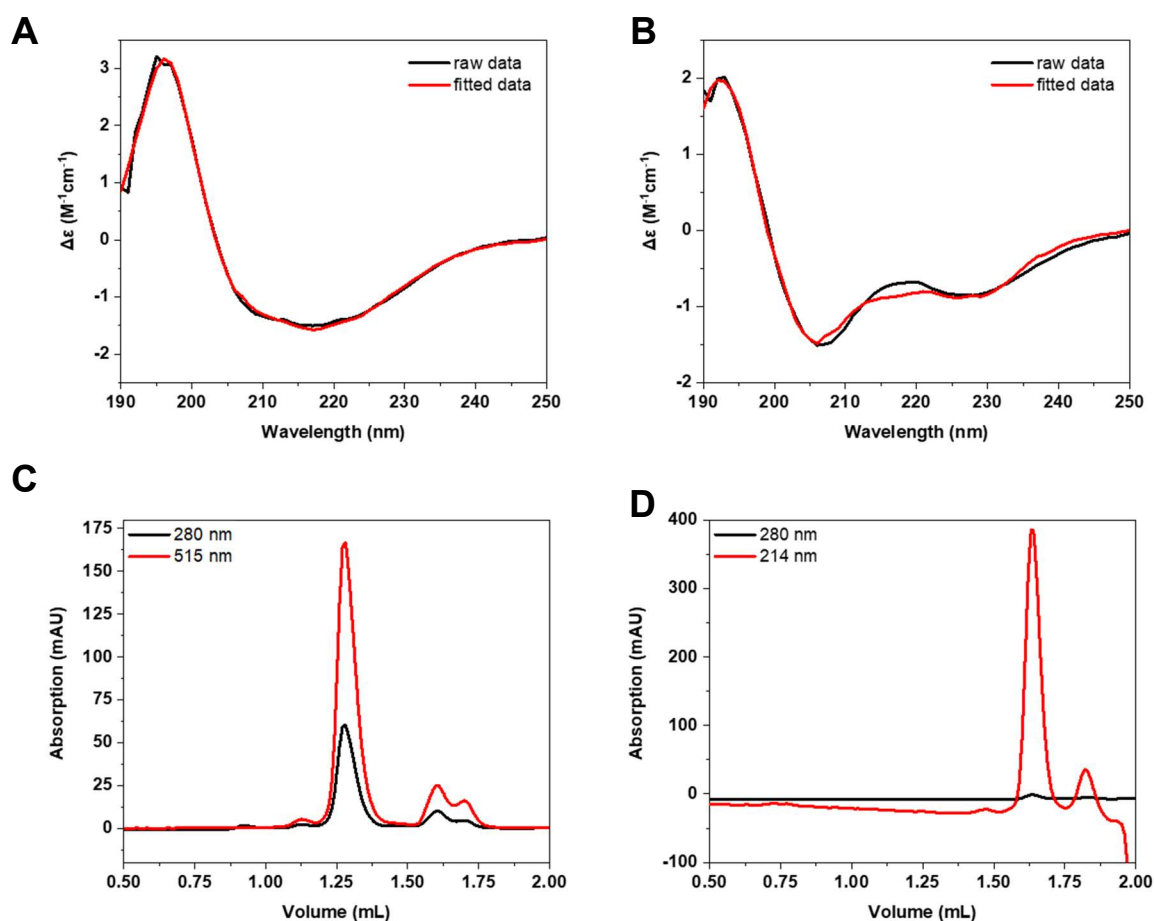 A
raw data
fitted data
3
2
1
0
-1
-2
190 200 210 220 230 240 250
Δε (M⁻¹cm⁻¹)
Wavelength (nm)
B
raw data
fitted data
2
1
0
-1
-2
190 200 210 220 230 240 250
Δε (M⁻¹cm⁻¹)
Wavelength (nm)
C
280 nm
515 nm
175
150
125
100
75
50
25
0
0.50 0.75 1.00 1.25 1.50 1.75 2.00
Absorption (mAU)
Volume (mL)
D
280 nm
214 nm
400
300
200
100
0
-100
0.50 0.75 1.00 1.25 1.50 1.75 2.00
Absorption (mAU)
Volume (mL)